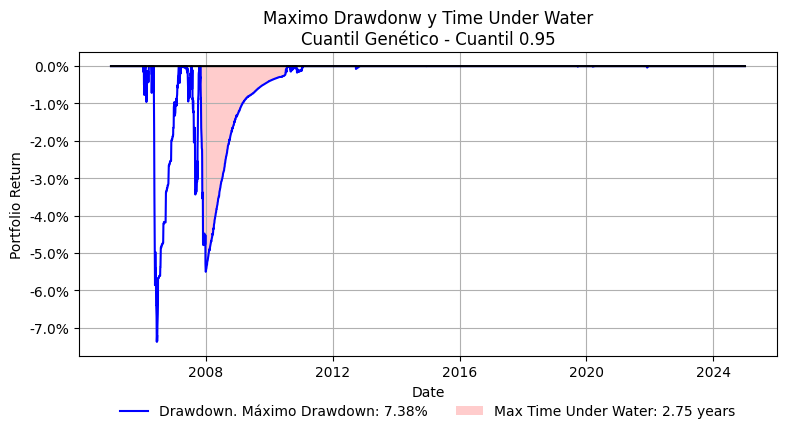 Maximo Drawdonw y Time Under Water
Cuantil Genético - Cuantil 0.95
0.0%
-1.0%
-2.0%
-3.0%
-4.0%
-5.0%
-6.0%
-7.0%
Portfolio Return
2008 2012 2016 2020 2024
Date
Drawdown. Máximo Drawdown: 7.38% Max Time Under Water: 2.75 years